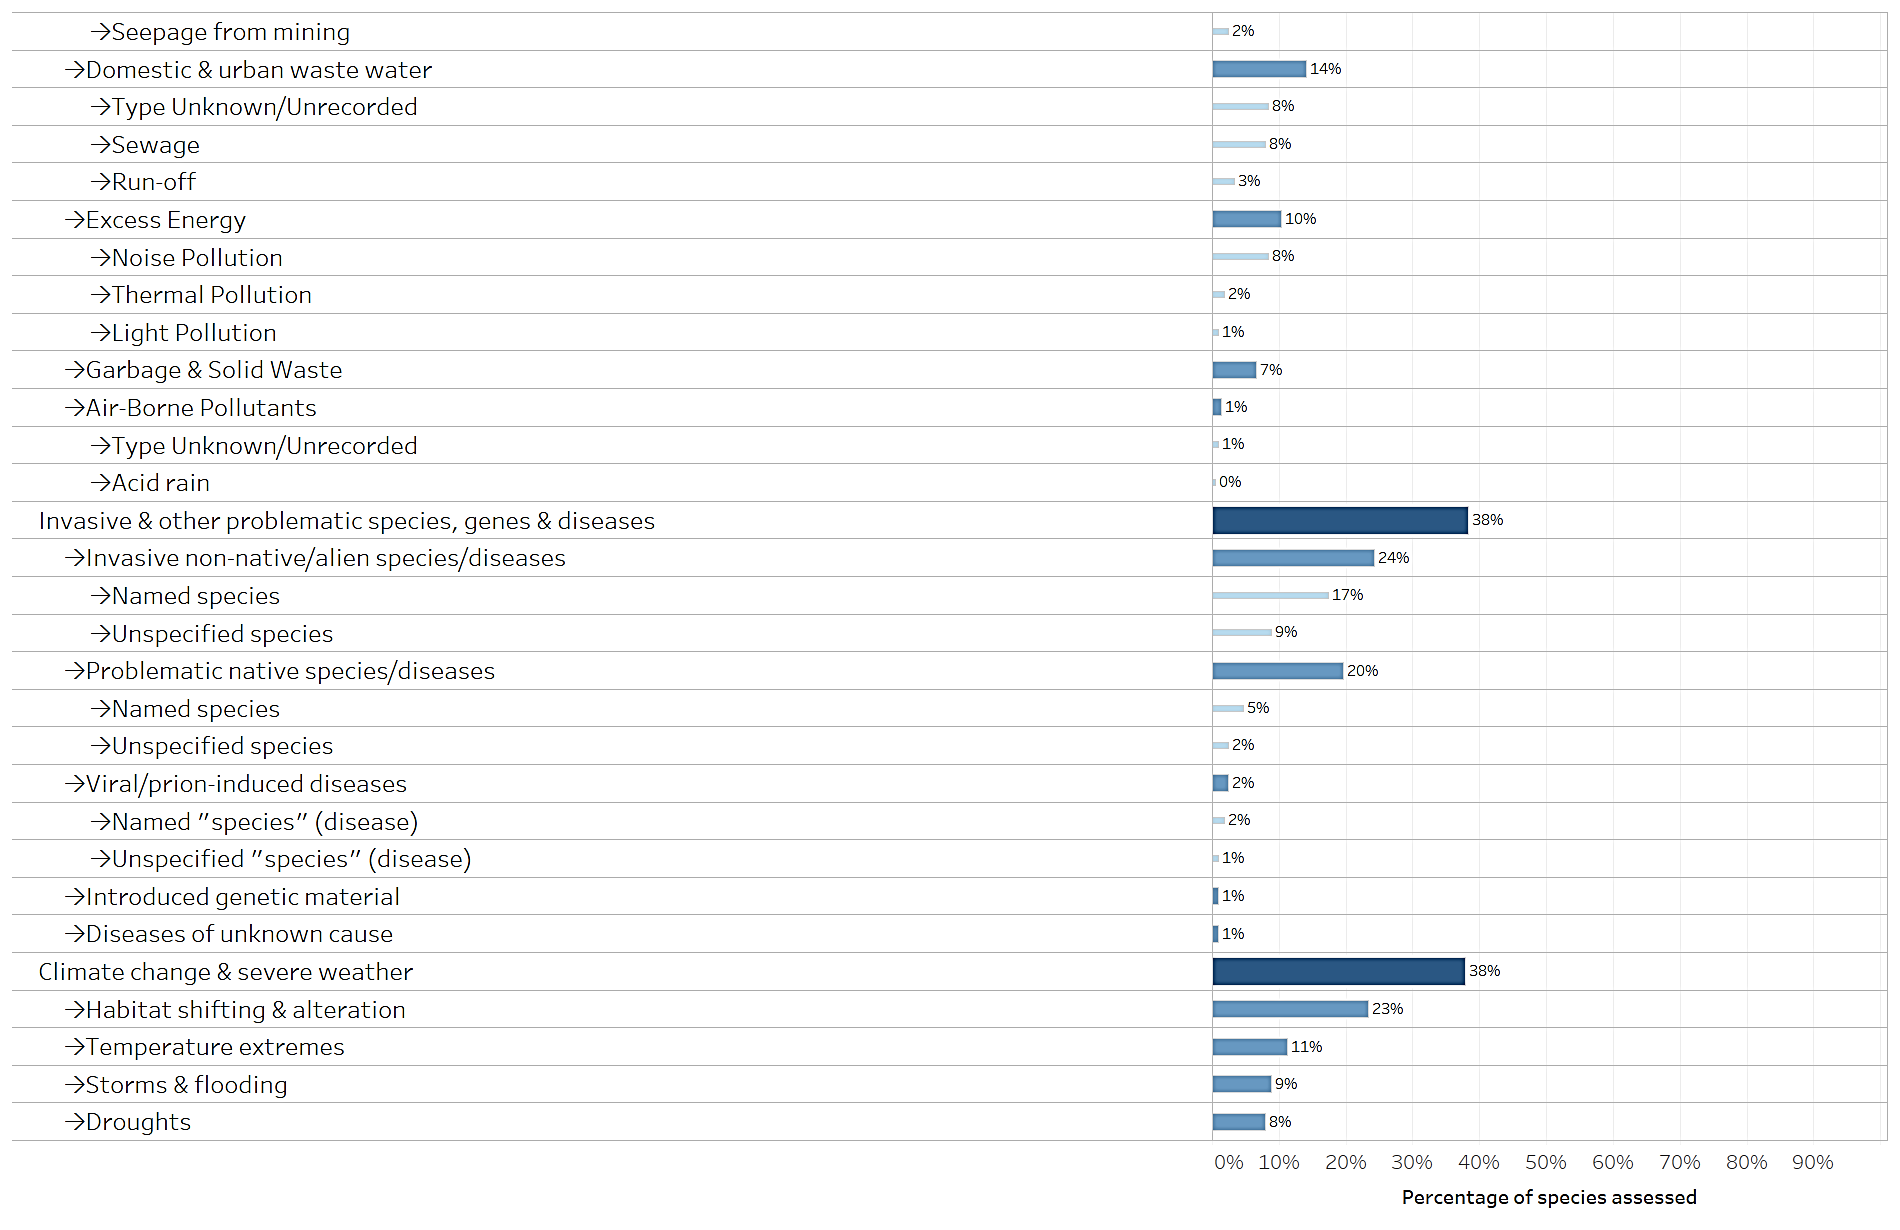 →Seepage from mining 2%
→Domestic & urban waste water 14%
→Type Unknown/Unrecorded 8%
→Sewage 8%
→Run-off 3%
→Excess Energy 10%
→Noise Pollution 8%
→Thermal Pollution 2%
→Light Pollution 1%
→Garbage & Solid Waste 7%
→Air-Borne Pollutants 1%
→Type Unknown/Unrecorded 1%
→Acid rain 0%
Invasive & other problematic species, genes & diseases 38%
→Invasive non-native/alien species/diseases 24%
→Named species 17%
→Unspecified species 9%
→Problematic native species/diseases 20%
→Named species 5%
→Unspecified species 2%
→Viral/prion-induced diseases 2%
→Named "species" (disease) 2%
→Unspecified "species" (disease) 1%
→Introduced genetic material 1%
→Diseases of unknown cause 1%
Climate change & severe weather 38%
→Habitat shifting & alteration 23%
→Temperature extremes 11%
→Storms & flooding 9%
→Droughts 8%
0% 10% 20% 30% 40% 50% 60% 70% 80% 90%
Percentage of species assessed